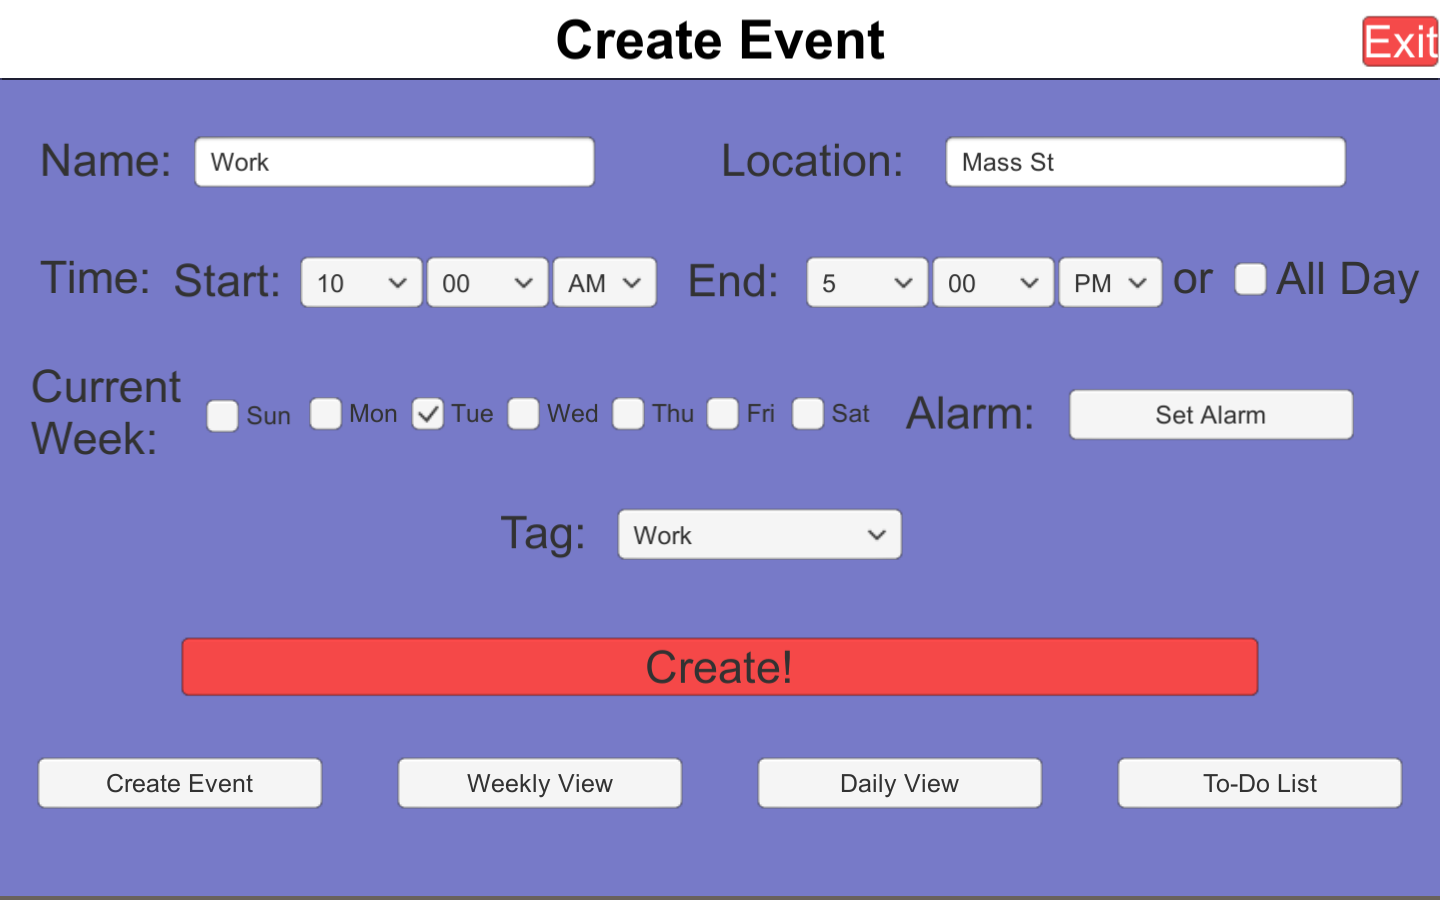 Create Event
Exit
Name: Work Location: Mass St
Time: Start: 10 00 AM End: 5 00 PM or All Day
Current
Week:
Sun Mon Tue Wed Thu Fri Sat Alarm: Set Alarm
Tag: Work
Create!
Create Event Weekly View Daily View To-Do List